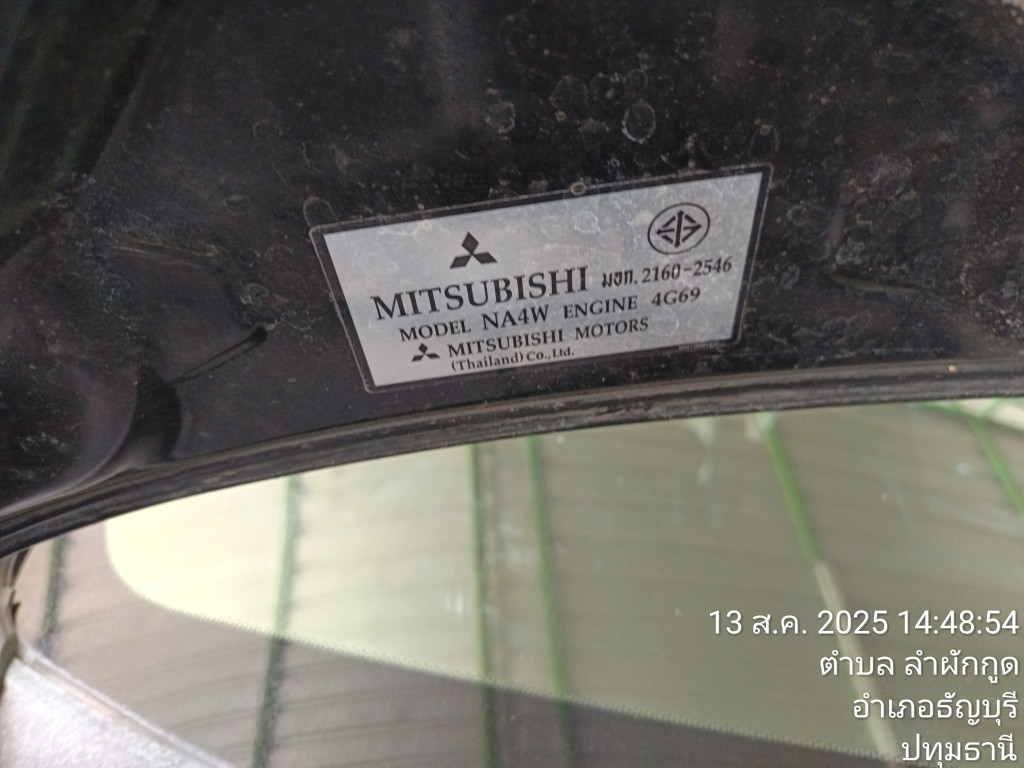 MITSUBISHI มอก. 2160-2546
MODEL NA4W ENGINE 4G69
MITSUBISHI MOTORS
(Thailand) Co., Ltd.
13 ส.ค. 2025 14:48:54
ตำบล ลำผักกูด
อำเภอธัญบุรี
ปทุมธานี